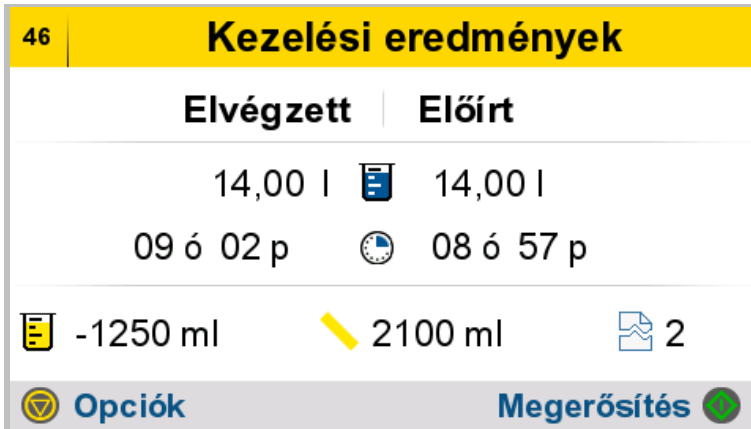 46 Kezelési eredmények
Elvégzett Előírt
14,00 l 14,00 l
09 ó 02 p 08 ó 57 p
-1250 ml 2100 ml 2
Opciók Megerősítés